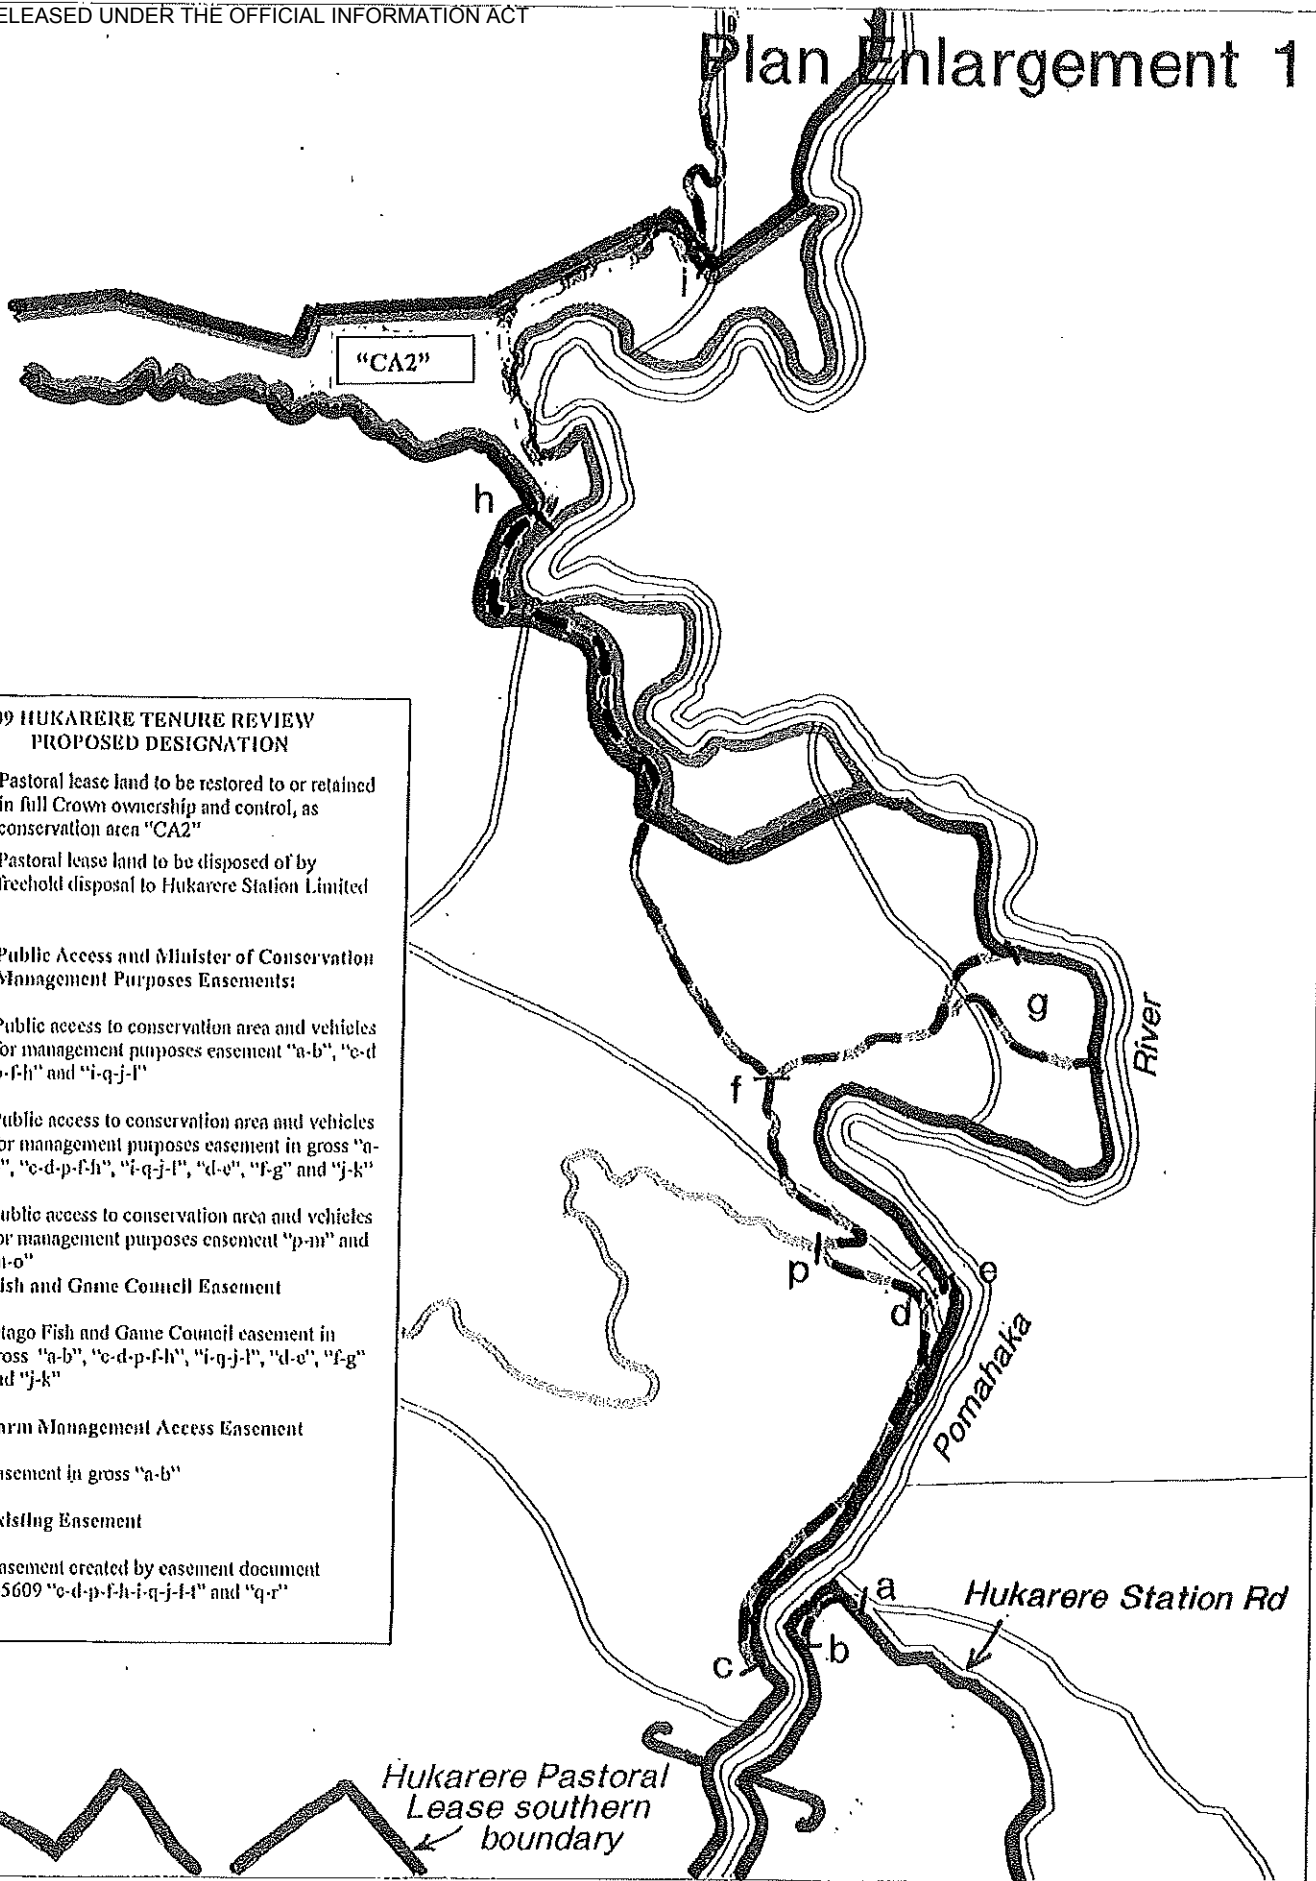 ELEASED UNDER THE OFFICIAL INFORMATION ACT
Plan Enlargement 1
i
"CA2"
h
09 HUKARERE TENURE REVIEW
PROPOSED DESIGNATION
Pastoral lease land to be restored to or retained
in full Crown ownership and control, as
conservation area "CA2"
Pastoral lease land to be disposed of by
freehold disposal to Hukarere Station Limited
Public Access and Minister of Conservation
Management Purposes Easements:
Public access to conservation area and vehicles
for management purposes easement "a-b", "c-d
-f-h" and "i-q-j-l"
Public access to conservation area and vehicles
or management purposes easement in gross "a-
", "c-d-p-f-h", "i-q-j-l", "d-e", "f-g" and "j-k"
ublic access to conservation area and vehicles
or management purposes easement "p-m" and
n-o"
ish and Game Council Easement
tago Fish and Game Council easement in
ross "a-b", "c-d-p-f-h", "i-q-j-l", "d-e", "f-g"
nd "j-k"
arm Management Access Easement
asement in gross "a-b"
xisting Easement
asement created by easement document
5609 "c-d-p-f-h-i-q-j-l-t" and "q-r"
g
River
f
p
e
d
Pomahaka
a
Hukarere Station Rd
b
c
Hukarere Pastoral
Lease southern
boundary